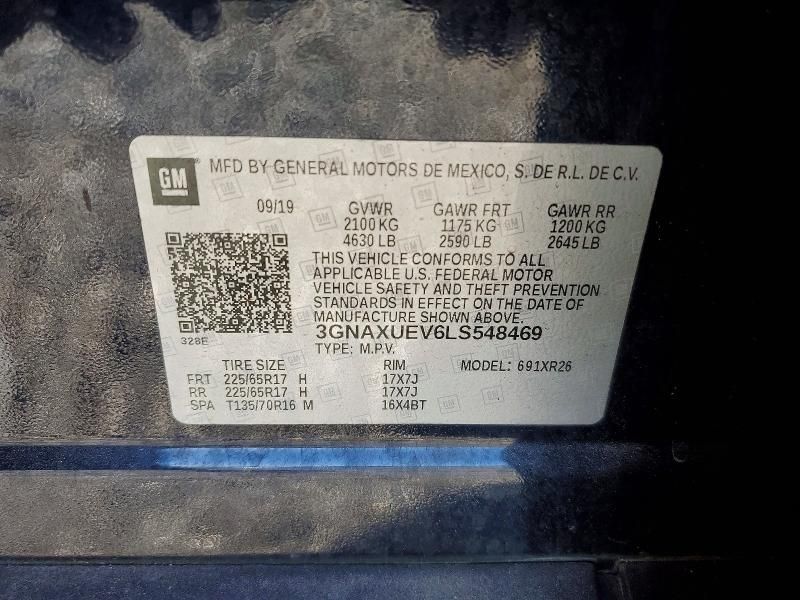 GM MFD BY GENERAL MOTORS DE MEXICO, S. DE R.L. DE C.V.
09/19 GVWR GAWR FRT GAWR RR
2100 KG 1175 KG 1200 KG
4630 LB 2590 LB 2645 LB
THIS VEHICLE CONFORMS TO ALL
APPLICABLE U.S. FEDERAL MOTOR
VEHICLE SAFETY AND THEFT PREVENTION
STANDARDS IN EFFECT ON THE DATE OF
MANUFACTURE SHOWN ABOVE.
328E 3GNAXUEV6LS548469
TYPE: M.P.V.
TIRE SIZE RIM MODEL: 691XR26
FRT 225/65R17 H 17X7J
RR 225/65R17 H 17X7J
SPA T135/70R16 M 16X4BT